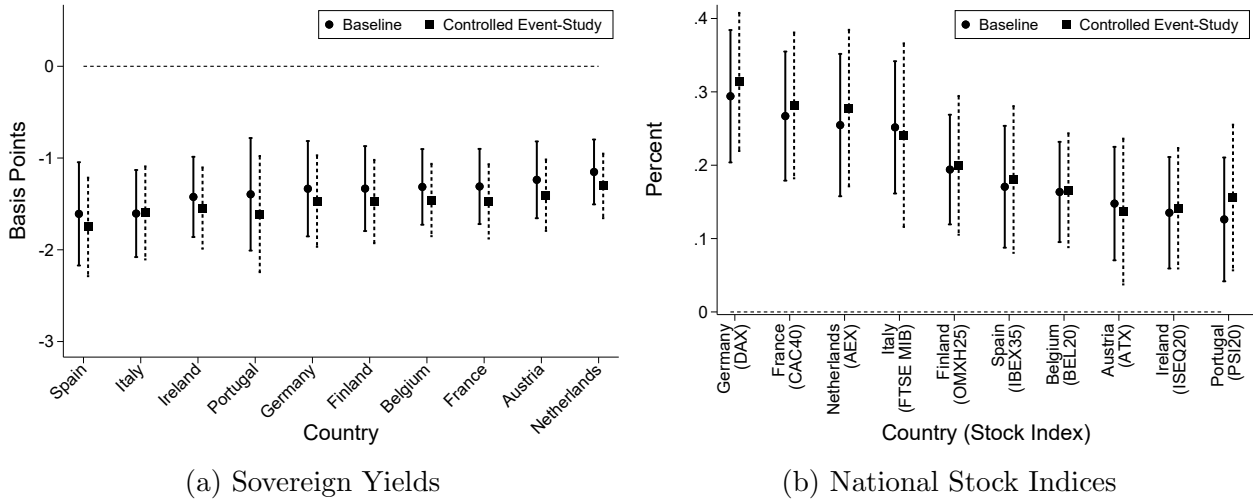 Baseline Controlled Event-Study
0
-1
-2
-3
Basis Points
Spain
Italy
Ireland
Portugal
Germany
Finland
Belgium
France
Austria
Netherlands
Country
(a) Sovereign Yields
Baseline Controlled Event-Study
.4
.3
.2
.1
0
Percent
Germany
(DAX)
France
(CAC40)
Netherlands
(AEX)
Italy
(FTSE MIB)
Finland
(OMXH25)
Spain
(IBEX35)
Belgium
(BEL20)
Austria
(ATX)
Ireland
(ISEQ20)
Portugal
(PSI20)
Country (Stock Index)
(b) National Stock Indices